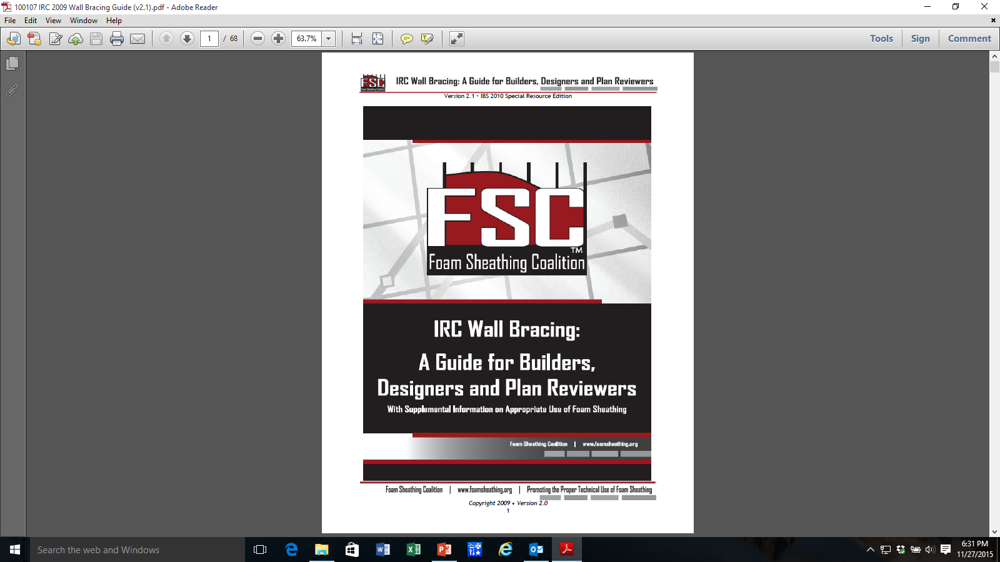 100107 IRC 2009 Wall Bracing Guide (v2.1).pdf - Adobe Reader
File Edit View Window Help
1 / 68 63.7% Tools Sign Comment
FSC
Foam Sheathing Coalition
IRC Wall Bracing: A Guide for Builders, Designers and Plan Reviewers
Version 2.1 - IBS 2010 Special Resource Edition
FSC
TM
Foam Sheathing Coalition
IRC Wall Bracing:
A Guide for Builders,
Designers and Plan Reviewers
With Supplemental Information on Appropriate Use of Foam Sheathing
Foam Sheathing Coalition | www.foamsheathing.org
Foam Sheathing Coalition | www.foamsheathing.org | Promoting the Proper Technical Use of Foam Sheathing
Copyright 2009 • Version 2.0
1
Search the web and Windows
6:31 PM
11/27/2015